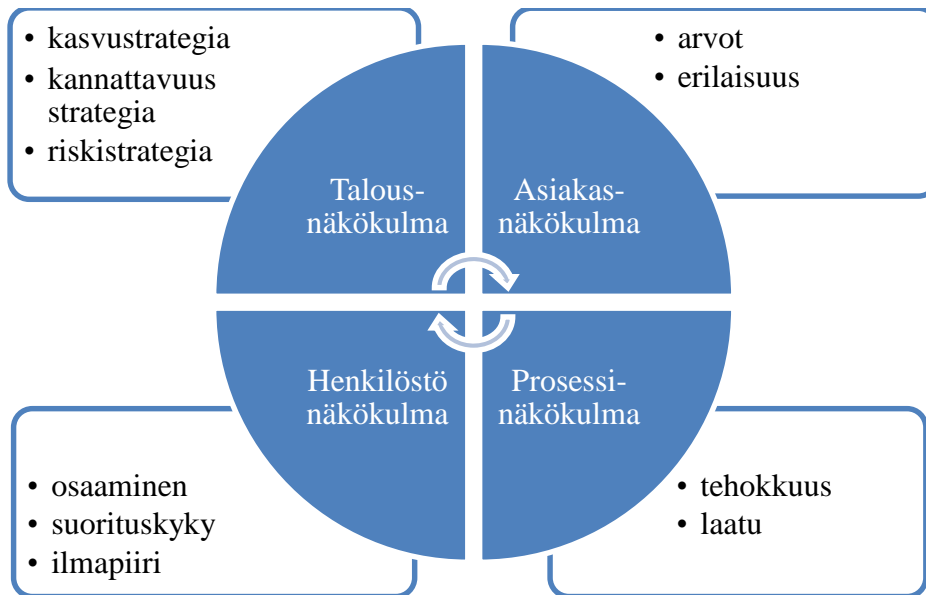 • kasvustrategia
• kannattavuus
strategia
• riskistrategia
• arvot
• erilaisuus
Talous-
näkökulma
Asiakas-
näkökulma
Henkilöstö
näkökulma
Prosessi-
näkökulma
• osaaminen
• suorituskyky
• ilmapiiri
• tehokkuus
• laatu